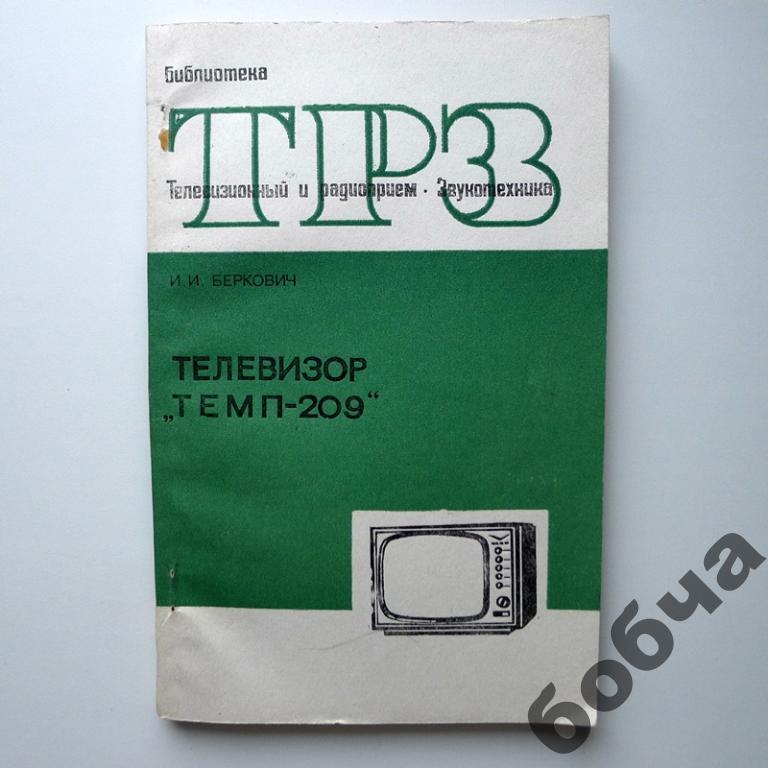 Библиотека
ТРЗ
Телевизионный и радиоприем · Звукотехника
И. И. БЕРКОВИЧ
ТЕЛЕВИЗОР
„ТЕМП-209“
бобча